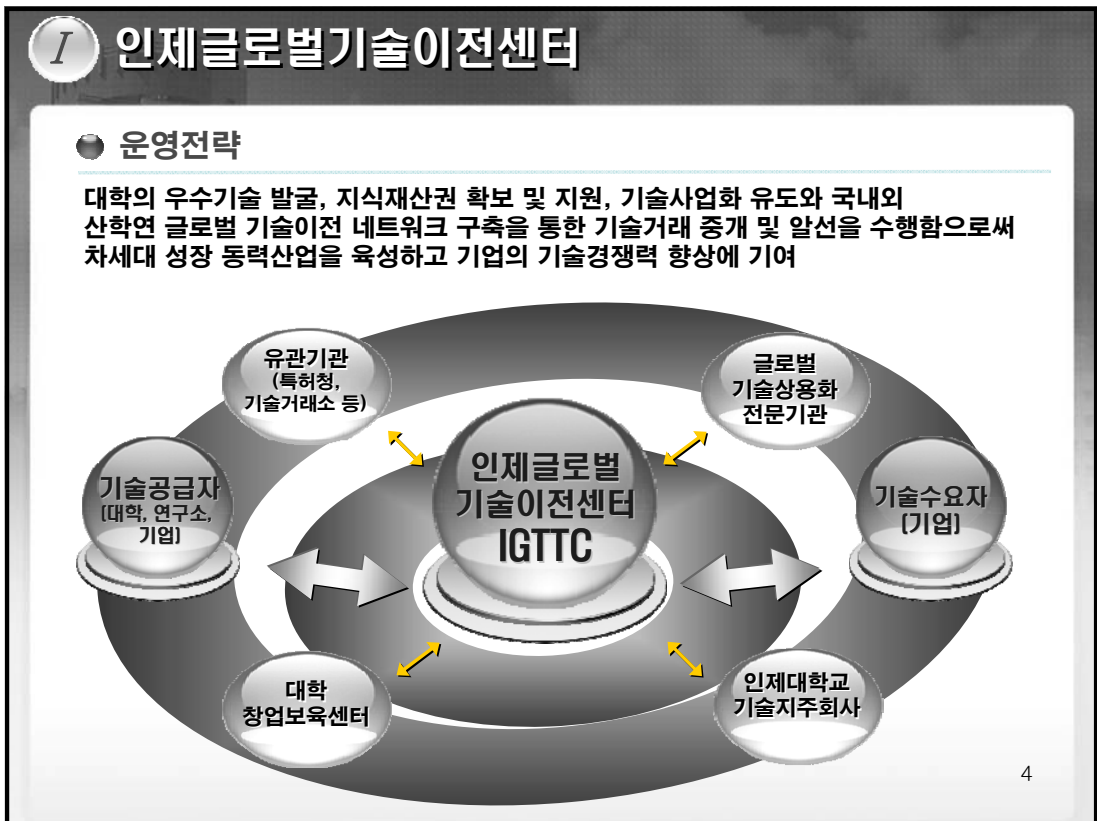 I 인제글로벌기술이전센터
운영전략
대학의 우수기술 발굴, 지식재산권 확보 및 지원, 기술사업화 유도와 국내외
산학연 글로벌 기술이전 네트워크 구축을 통한 기술거래 중개 및 알선을 수행함으로써
차세대 성장 동력산업을 육성하고 기업의 기술경쟁력 향상에 기여
유관기관
(특허청,
기술거래소 등)
글로벌
기술상용화
전문기관
기술공급자
[대학, 연구소,
기업]
인제글로벌
기술이전센터
IGTTC
기술수요자
[기업]
대학
창업보육센터
인제대학교
기술지주회사
4